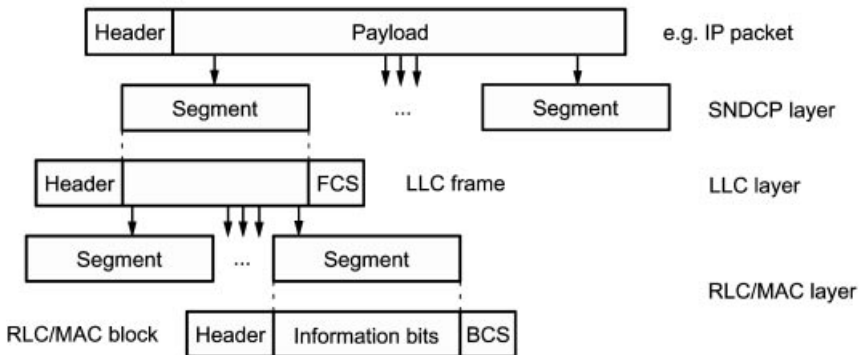 Header Payload e.g. IP packet
Segment ... Segment SNDCP layer
Header FCS LLC frame LLC layer
Segment ... Segment
RLC/MAC layer
RLC/MAC block Header Information bits BCS